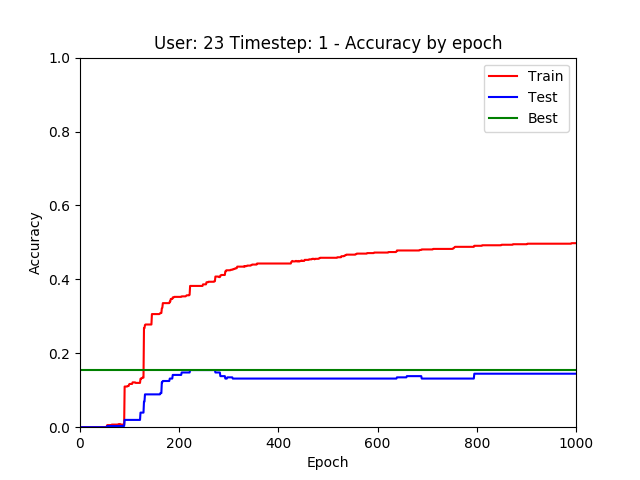 User: 23 Timestep: 1 - Accuracy by epoch
1.0
0.8
0.6
0.4
0.2
0.0
Accuracy
Train
Test
Best
0 200 400 600 800 1000
Epoch